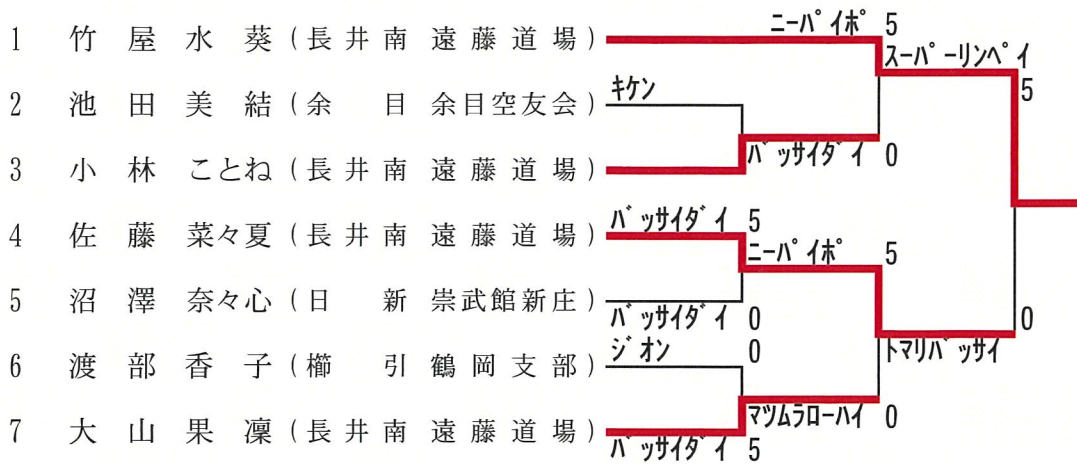 ニーパイポ 5
1 竹屋水葵 (長井南 遠藤道場)
スーパーリンペイ
5
キケン
2 池田美結 (余目 余目空友会)
バッサイダイ 0
3 小林ことね (長井南 遠藤道場)
バッサイダイ 5
4 佐藤菜々夏 (長井南 遠藤道場)
ニーパイポ 5
5 沼澤奈々心 (日新 崇武館新庄)
バッサイダイ 0
0
トマリバッサイ
ジオン 0
6 渡部香子 (櫛引 鶴岡支部)
マツムラローハイ 0
7 大山果凜 (長井南 遠藤道場)
バッサイダイ 5